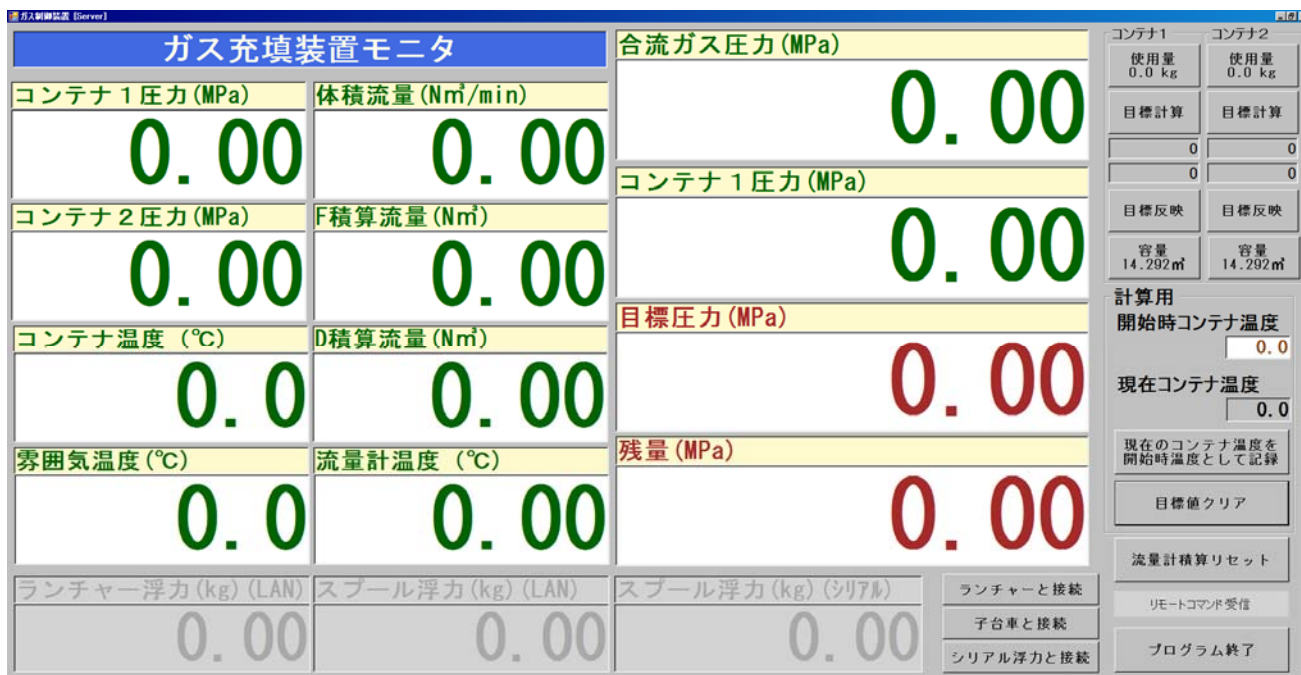 ガス制御装置 [Server]
ガス充填装置モニタ
コンテナ１圧力(MPa)
0.00
体積流量(N㎥/min)
0.00
コンテナ２圧力(MPa)
0.00
F積算流量(N㎥)
0.00
コンテナ温度 (℃)
0.0
D積算流量(N㎥)
0.00
雰囲気温度(℃)
0.0
流量計温度 (℃)
0.00
合流ガス圧力(MPa)
0.00
コンテナ１圧力(MPa)
0.00
目標圧力(MPa)
0.00
残量(MPa)
0.00
ランチャー浮力(kg)(LAN)
0.00
スプール浮力(kg)(LAN)
0.00
スプール浮力(kg)(ｼﾘｱﾙ)
0.00
ランチャーと接続
子台車と接続
シリアル浮力と接続
コンテナ1
コンテナ2
使用量
0.0 kg
使用量
0.0 kg
目標計算
目標計算
0
0
0
0
目標反映
目標反映
容量
14.292㎥
容量
14.292㎥
計算用
開始時コンテナ温度
0.0
現在コンテナ温度
0.0
現在のコンテナ温度を
開始時温度として記録
目標値クリア
流量計積算リセット
リモートコマンド受信
プログラム終了